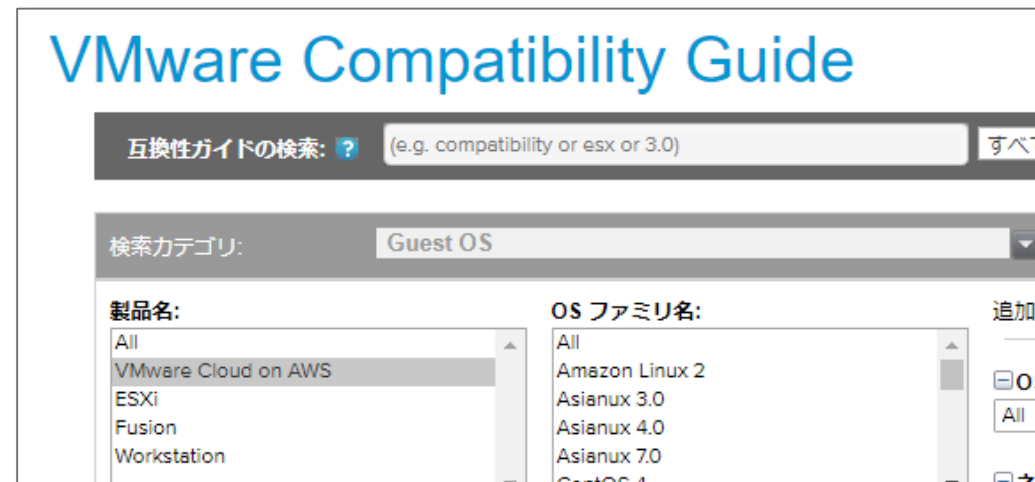 VMware Compatibility Guide
互換性ガイドの検索: ? (e.g. compatibility or esx or 3.0)
検索カテゴリ: Guest OS
製品名:
All
VMware Cloud on AWS
ESXi
Fusion
Workstation
OS ファミリ名:
All
Amazon Linux 2
Asianux 3.0
Asianux 4.0
Asianux 7.0
追加
All